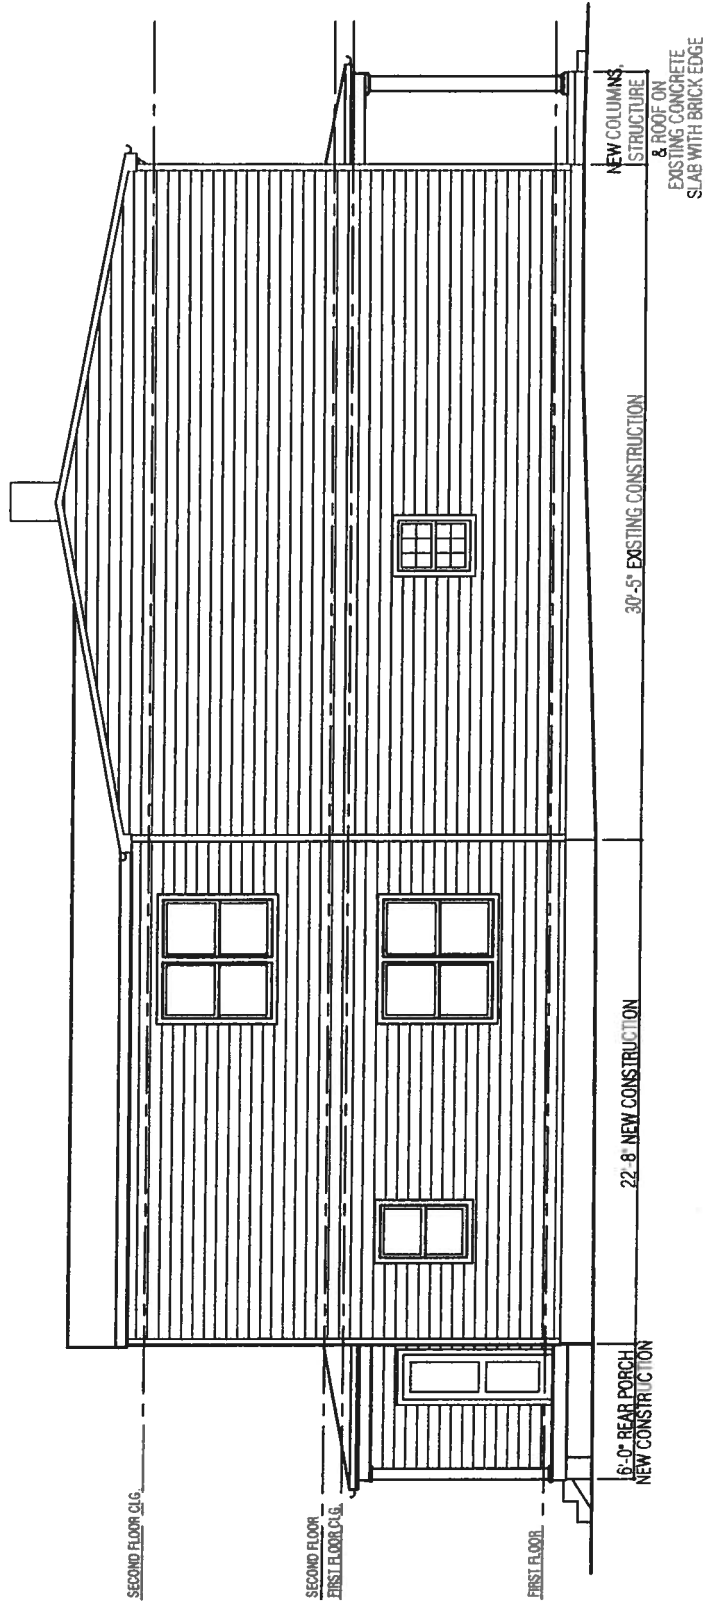 SECOND FLOOR CLG.
SECOND FLOOR
FIRST FLOOR CLG.
FIRST FLOOR
6'-0" REAR PORCH
NEW CONSTRUCTION
22'-8" NEW CONSTRUCTION
30'-5" EXISTING CONSTRUCTION
NEW COLUMNS,
STRUCTURE
& ROOF ON
EXISTING CONCRETE
SLAB WITH BRICK EDGE